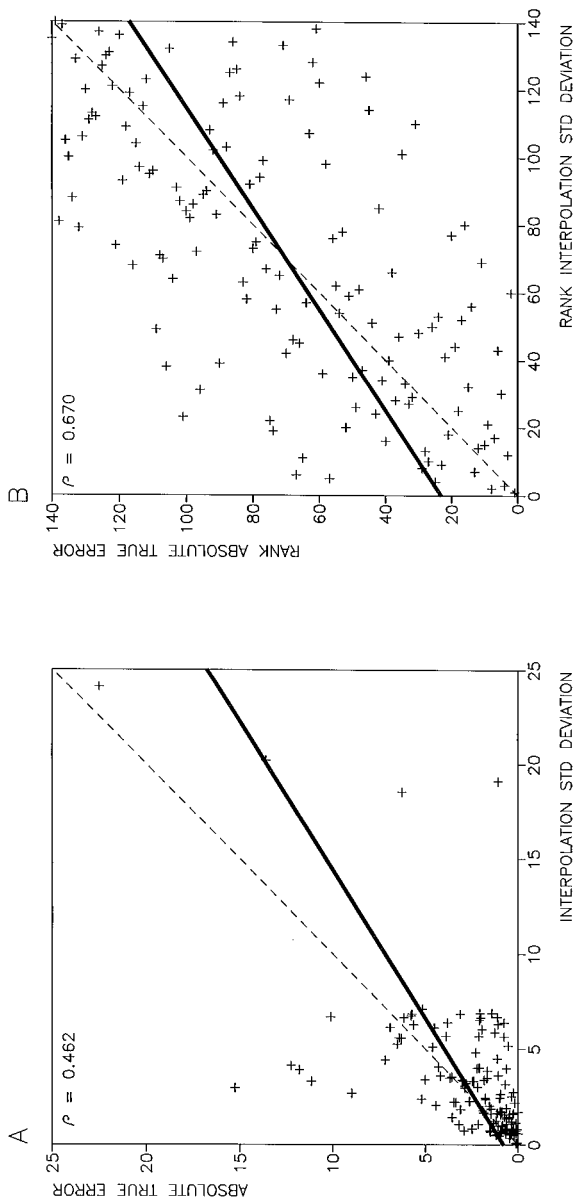 A
ρ = 0.462
ABSOLUTE TRUE ERROR
25
20
15
10
5
0
0 5 10 15 20 25
INTERPOLATION STD DEVIATION
B
ρ = 0.670
RANK ABSOLUTE TRUE ERROR
140
120
100
80
60
40
20
0
0 20 40 60 80 100 120 140
RANK INTERPOLATION STD DEVIATION